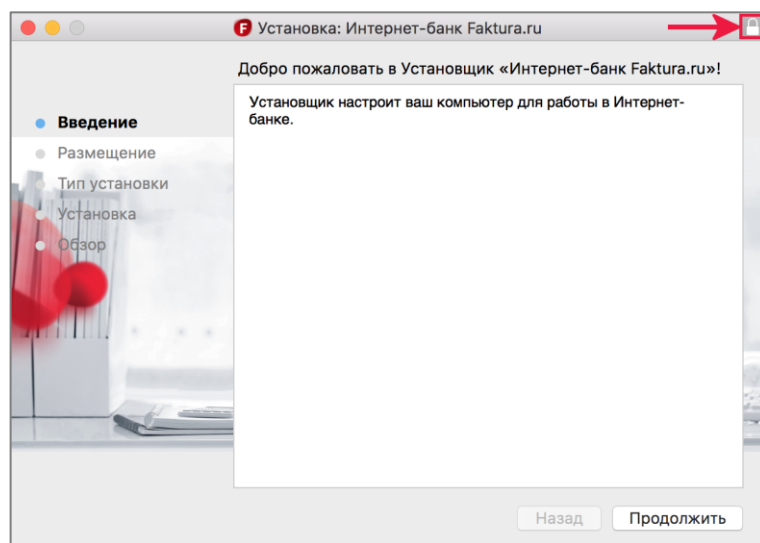 Установка: Интернет-банк Faktura.ru
Добро пожаловать в Установщик «Интернет-банк Faktura.ru»!
Введение
Размещение
Тип установки
Установка
Обзор
Установщик настроит ваш компьютер для работы в Интернет-
банке.
Назад
Продолжить